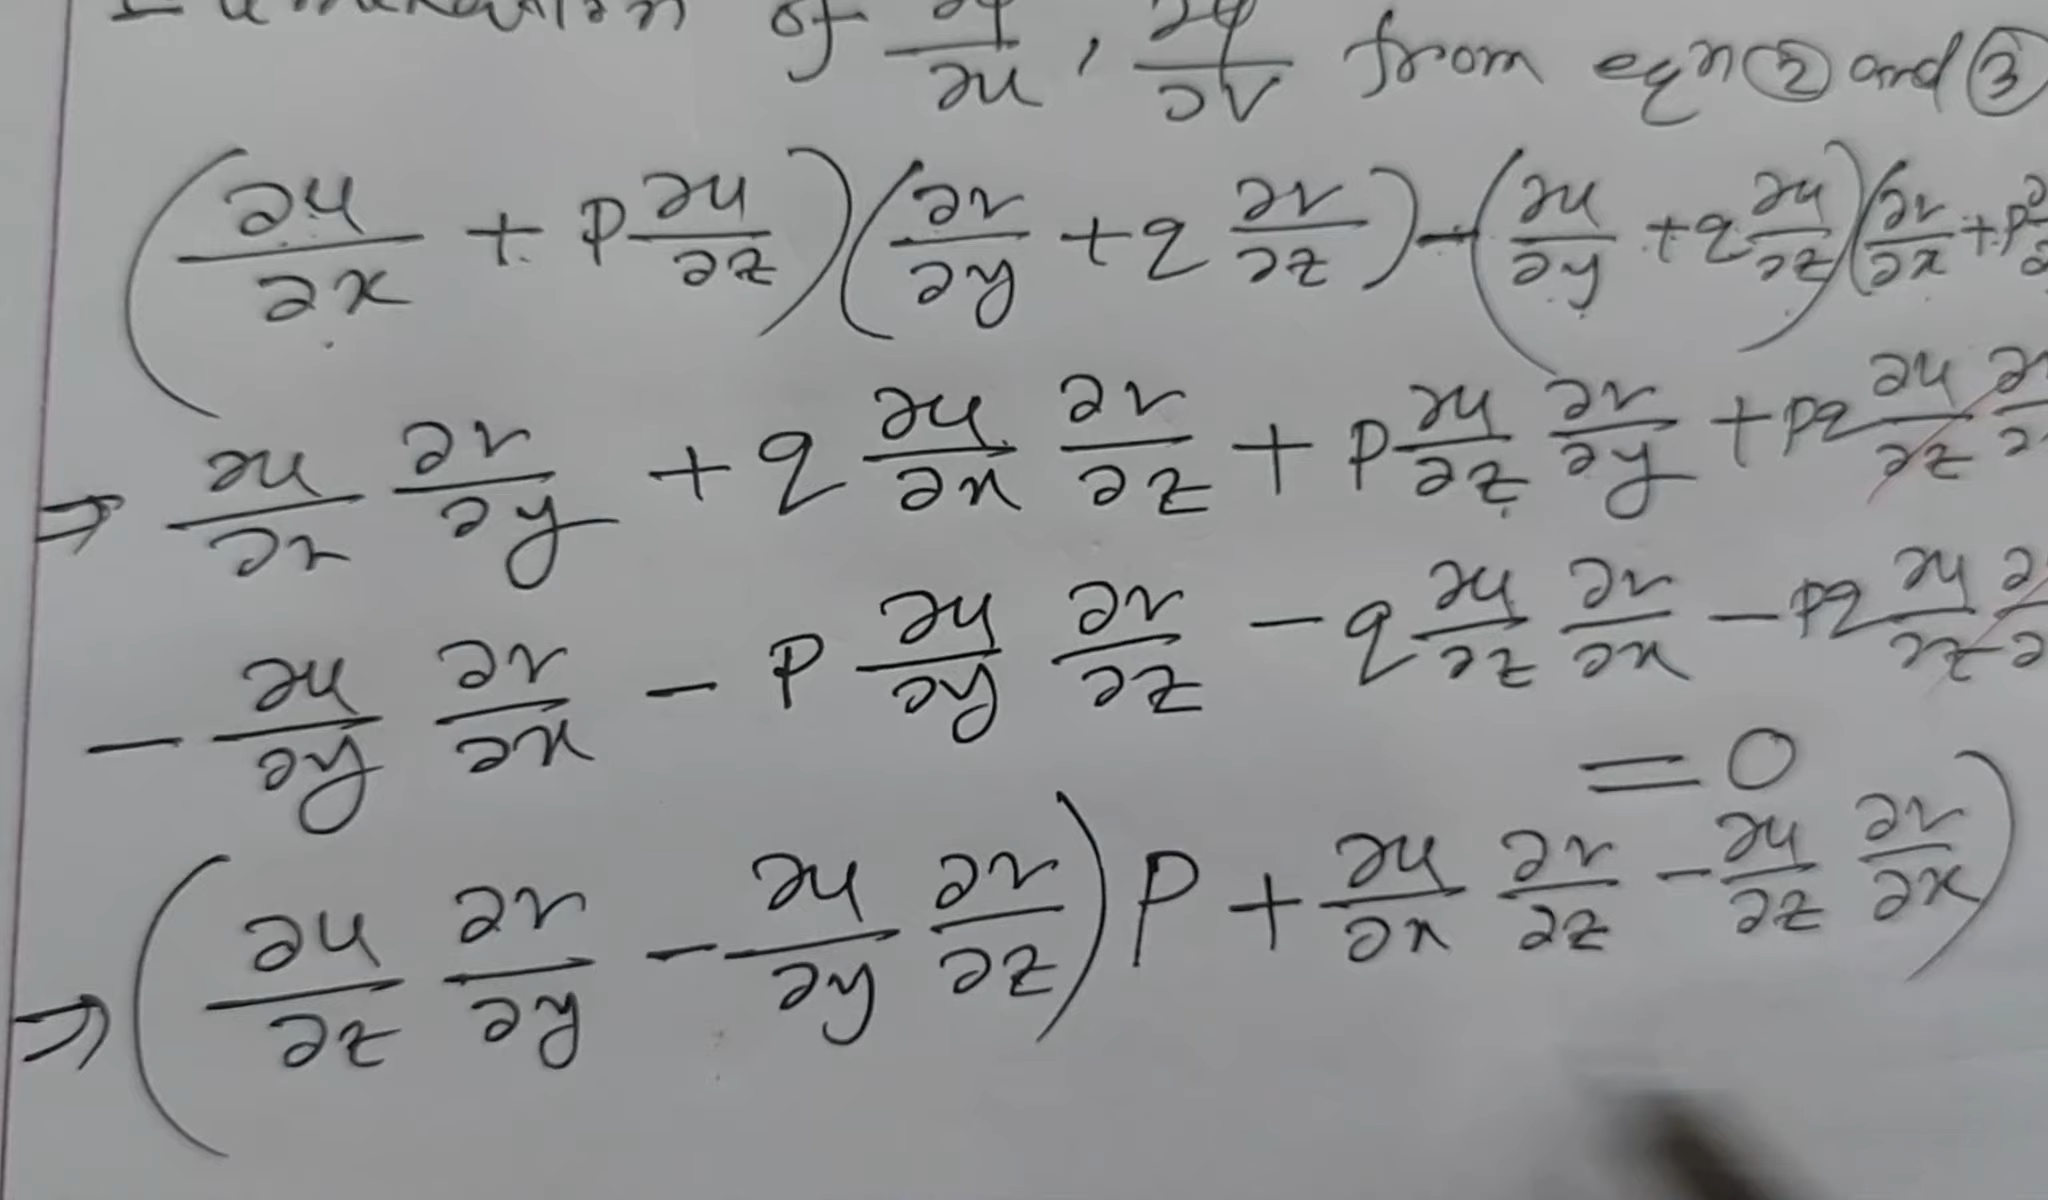 of ∂φ/∂u , ∂φ/∂v from eqn ② and ③
(∂u/∂x + p ∂u/∂z)(∂v/∂y + q ∂v/∂z) - (∂u/∂y + q ∂u/∂z)(∂v/∂x + p
⇒ ∂u/∂v ∂v/∂y + q ∂u/∂x ∂v/∂z + p ∂u/∂z ∂v/∂y + pq ∂u/∂z
- ∂u/∂y ∂v/∂x - p ∂u/∂y ∂v/∂z - q ∂u/∂z ∂v/∂x - pq ∂u/∂z
= 0
⇒ (∂u/∂z ∂v/∂y - ∂u/∂y ∂v/∂z) p + ∂u/∂x ∂v/∂z - ∂u/∂z ∂v/∂x)